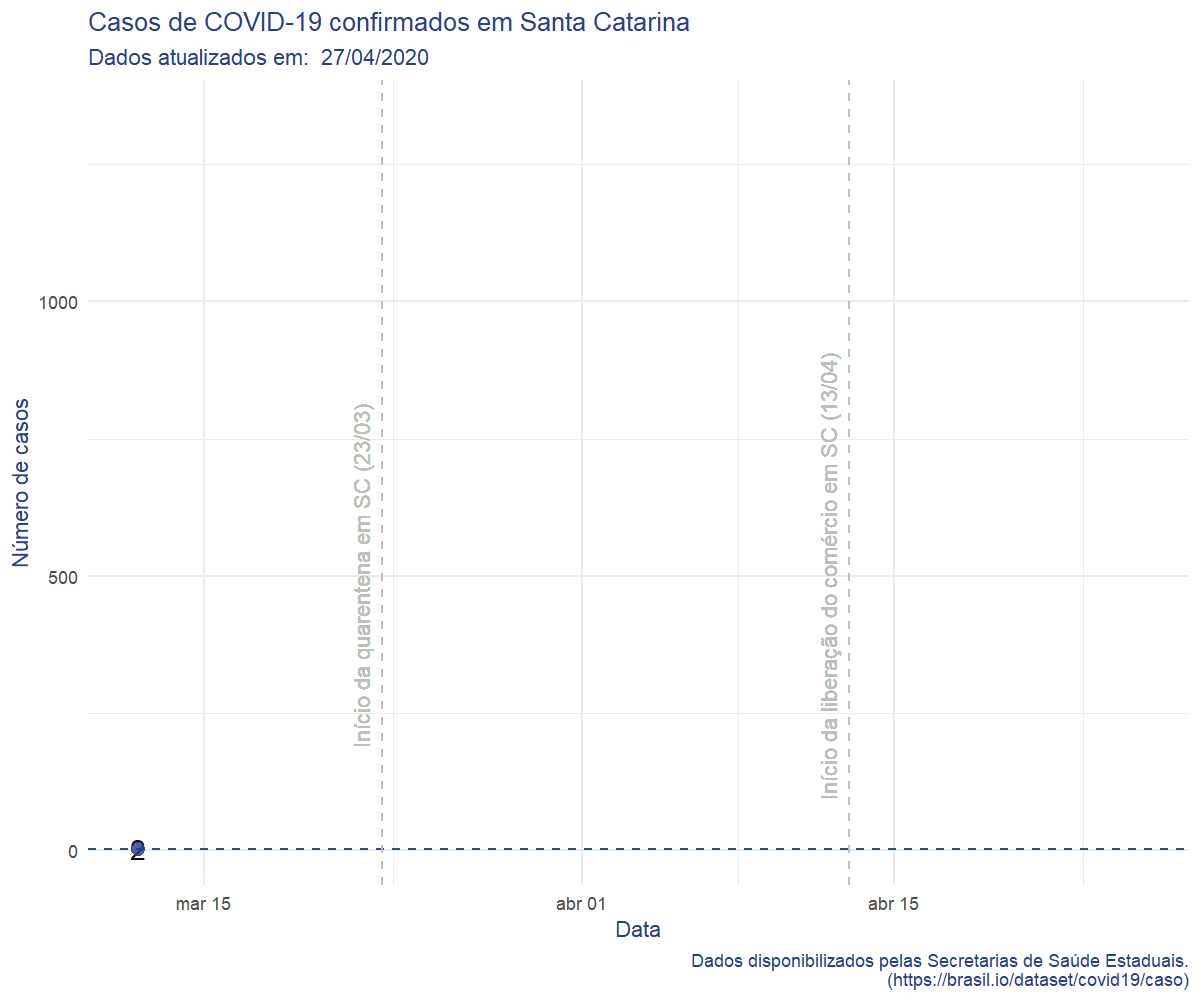 Casos de COVID-19 confirmados em Santa Catarina
Dados atualizados em:  27/04/2020
Número de casos
1000
500
0
Início da quarentena em SC (23/03)
Início da liberação do comércio em SC (13/04)
2
mar 15
abr 01
abr 15
Data
Dados disponibilizados pelas Secretarias de Saúde Estaduais.
(https://brasil.io/dataset/covid19/caso)